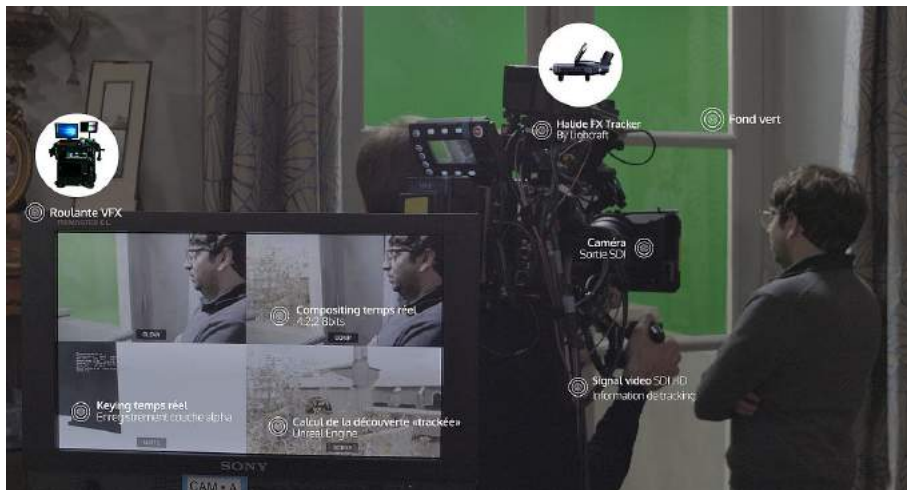 Halide FX Tracker
By Lightcraft
Fond vert
Roulante VFX
Caméra
Sortie SDI
Compositing temps réel
4:2:2 8bits
Signal video SDI HD
Information de tracking
Keying temps réel
Enregistrement couche alpha
Calcul de la découverte «trackée»
Unreal Engine
SONY
CAM • A